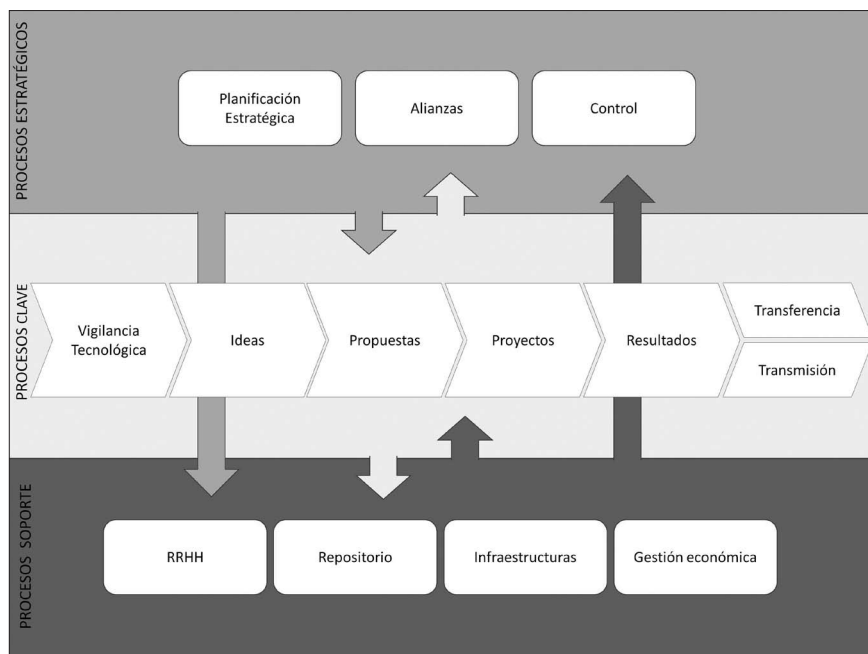 PROCESOS ESTRATÉGICOS
Planificación
Estratégica
Alianzas
Control
PROCESOS CLAVE
Vigilancia
Tecnológica
Ideas
Propuestas
Proyectos
Resultados
Transferencia
Transmisión
PROCESOS SOPORTE
RRHH
Repositorio
Infraestructuras
Gestión económica